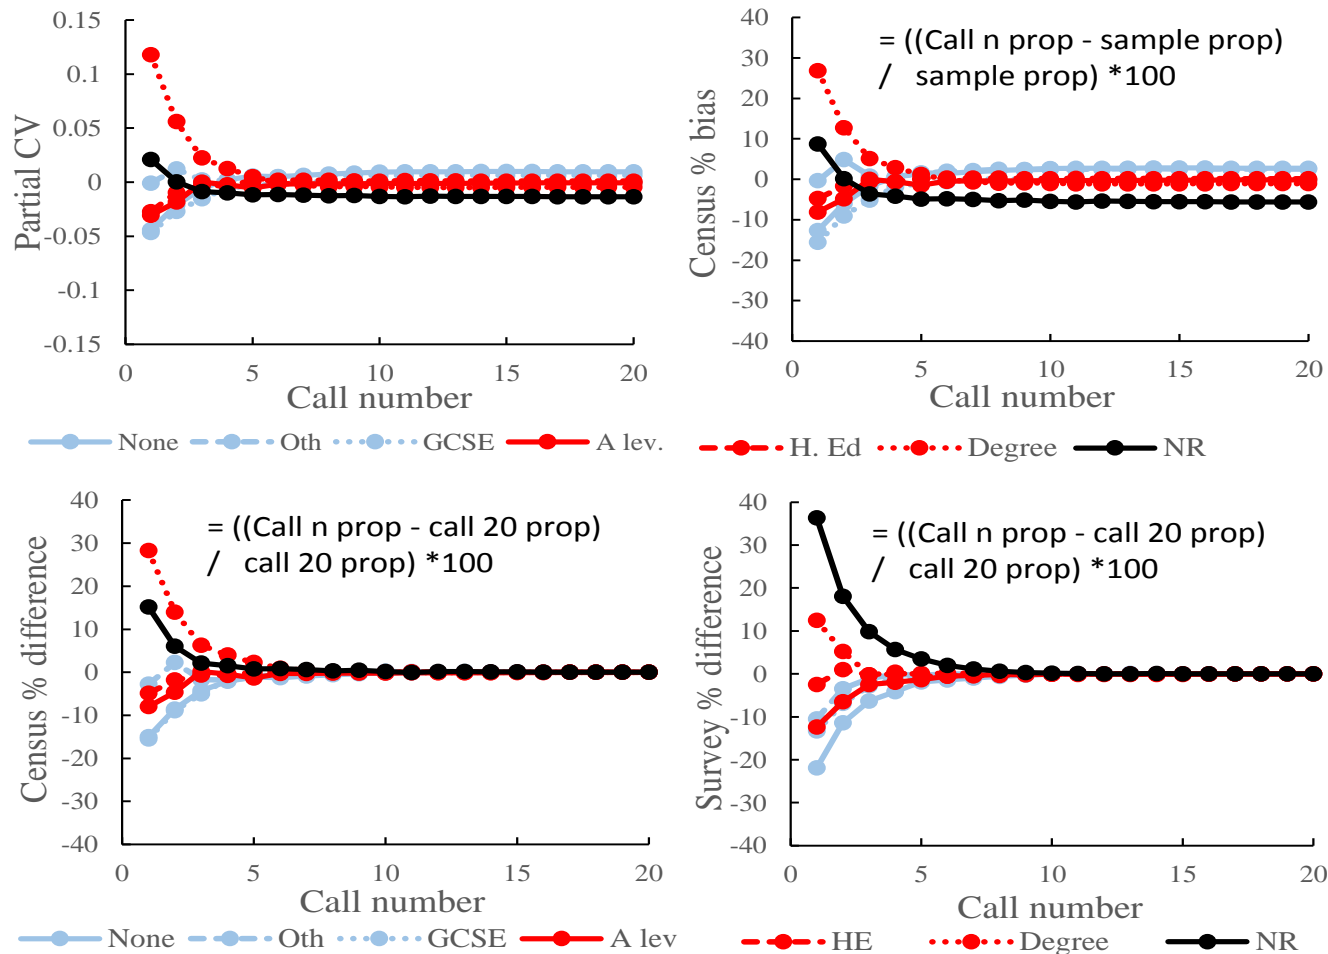 0.15
0.1
0.05
0
-0.05
-0.1
-0.15
Partial CV
0 5 10 15 20
Call number
40
30
20
10
0
-10
-20
-30
-40
Census % bias
= ((Call n prop - sample prop)
/ sample prop) *100
0 5 10 15 20
Call number
None Oth GCSE A lev. H. Ed Degree NR
40
30
20
10
0
-10
-20
-30
-40
Census % difference
= ((Call n prop - call 20 prop)
/ call 20 prop) *100
0 5 10 15 20
Call number
40
30
20
10
0
-10
-20
-30
-40
Survey % difference
= ((Call n prop - call 20 prop)
/ call 20 prop) *100
0 5 10 15 20
Call number
None Oth GCSE A lev HE Degree NR